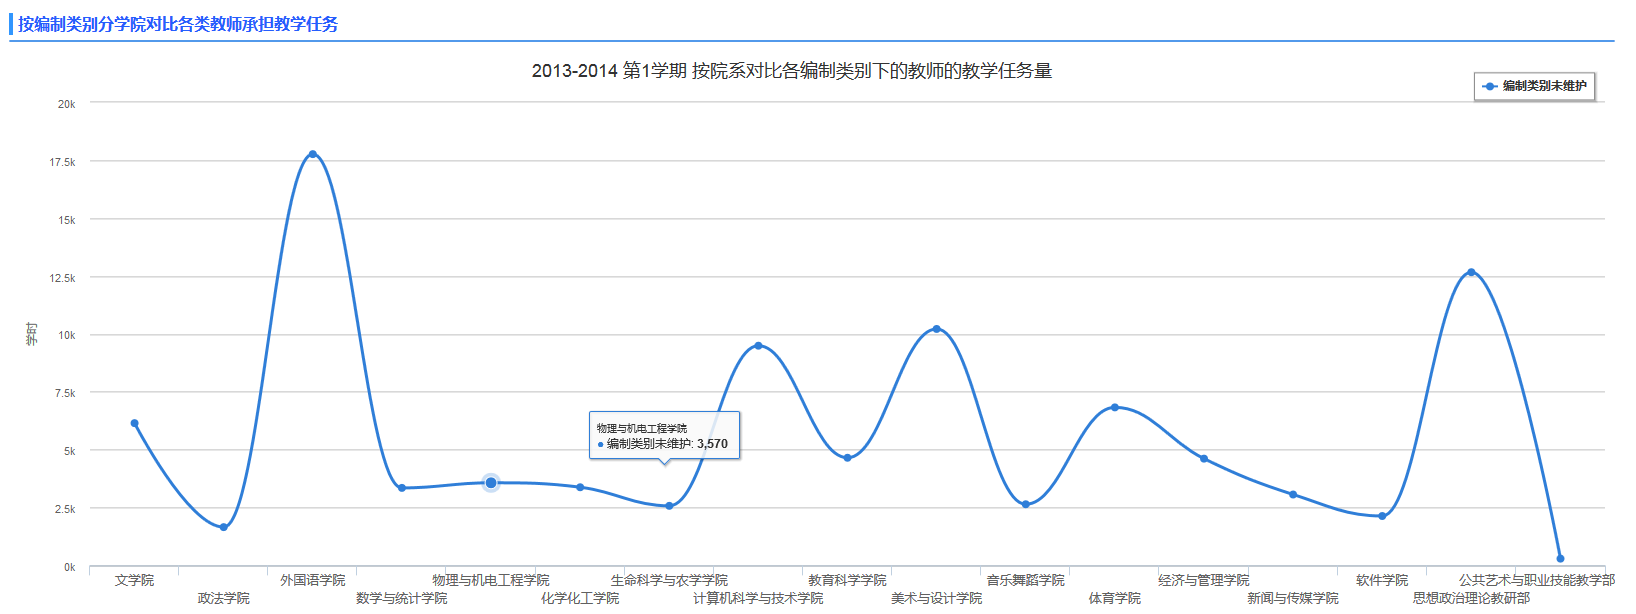 按编制类别分学院对比各类教师承担教学任务
2013-2014 第1学期 按院系对比各编制类别下的教师的教学任务量
编制类别未维护
20k
17.5k
15k
12.5k
10k
7.5k
5k
2.5k
0k
学时
物理与机电工程学院
编制类别未维护: 3,570
文学院
政法学院
外国语学院
数学与统计学院
物理与机电工程学院
化学化工学院
生命科学与农学学院
计算机科学与技术学院
教育科学学院
美术与设计学院
音乐舞蹈学院
体育学院
经济与管理学院
新闻与传媒学院
软件学院
思想政治理论教研部
公共艺术与职业技能教学部